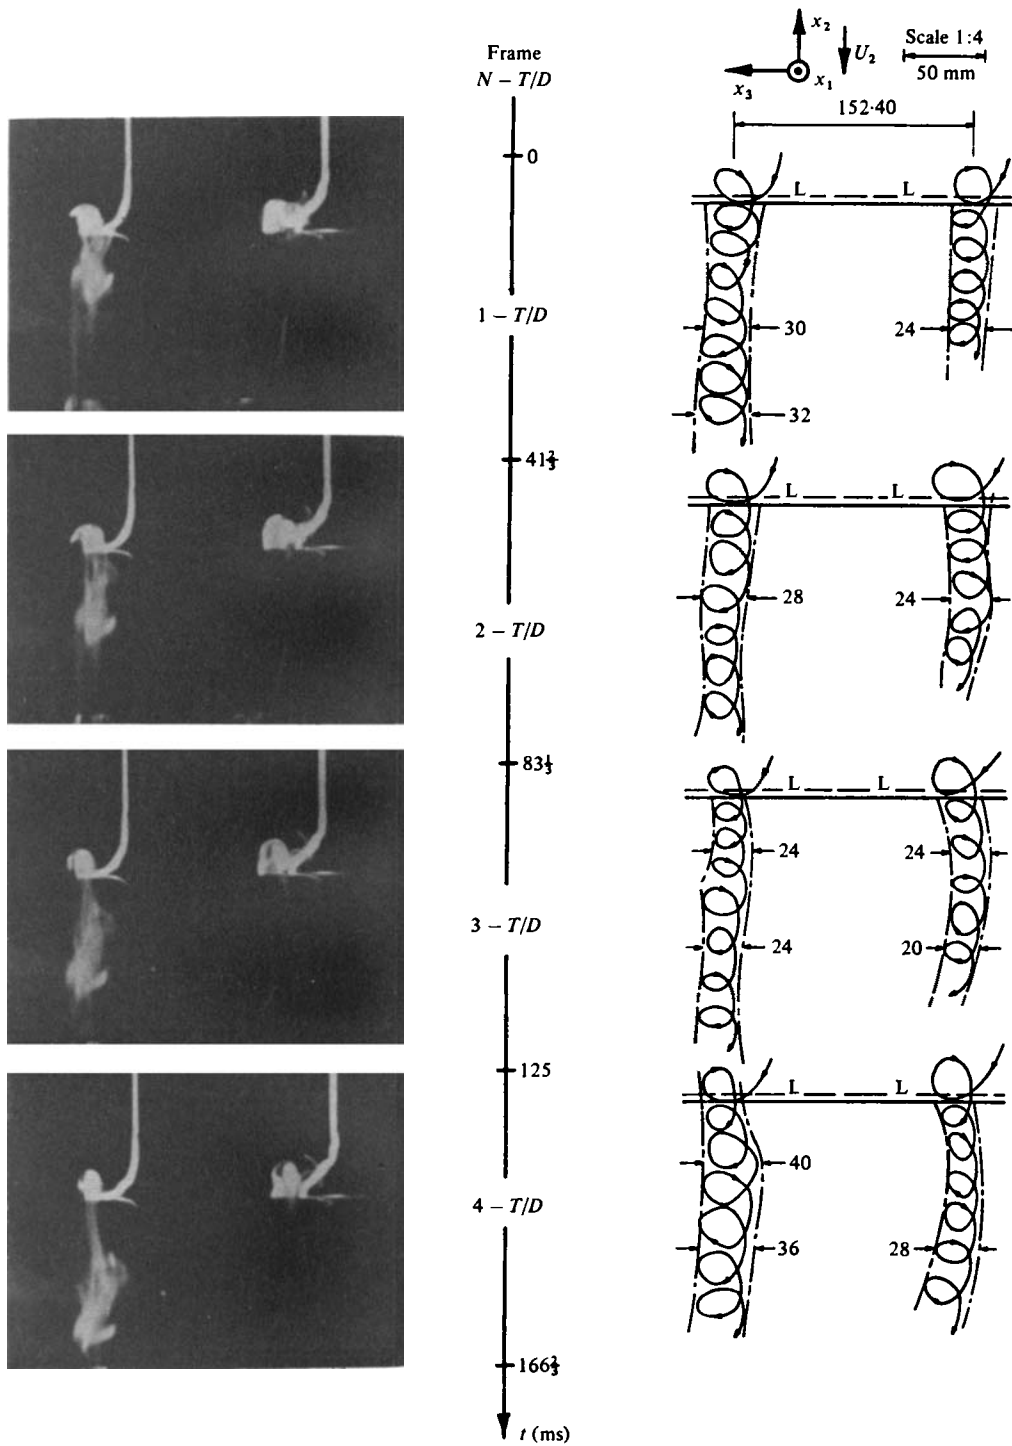 Frame
N – T/D
0
1 – T/D
41⅔
2 – T/D
83⅓
3 – T/D
125
4 – T/D
166⅔
t (ms)
x₂
U₂
x₃
x₁
Scale 1:4
50 mm
152·40
L L
30
24
32
L L
28
24
L L
24
24
24
20
L L
40
36
28